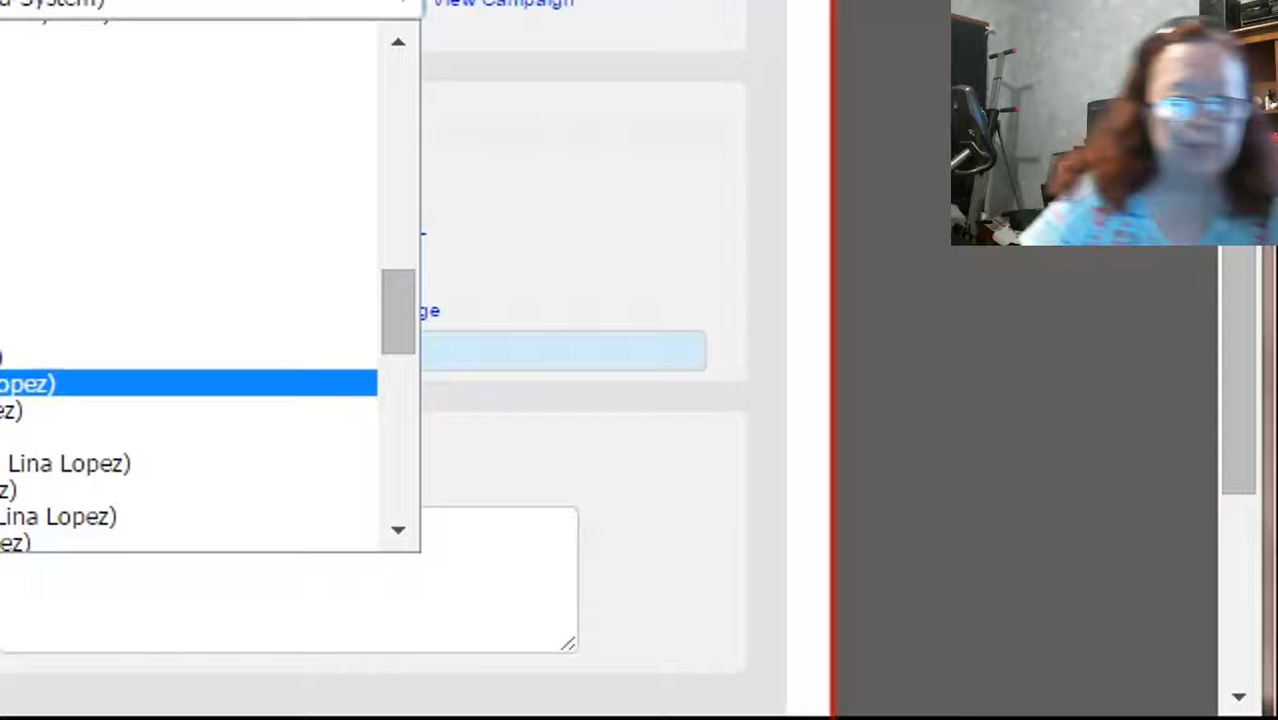 System)
View Campaign
ge
)
opez)
ez)
Lina Lopez)
z)
Lina Lopez)
ez)